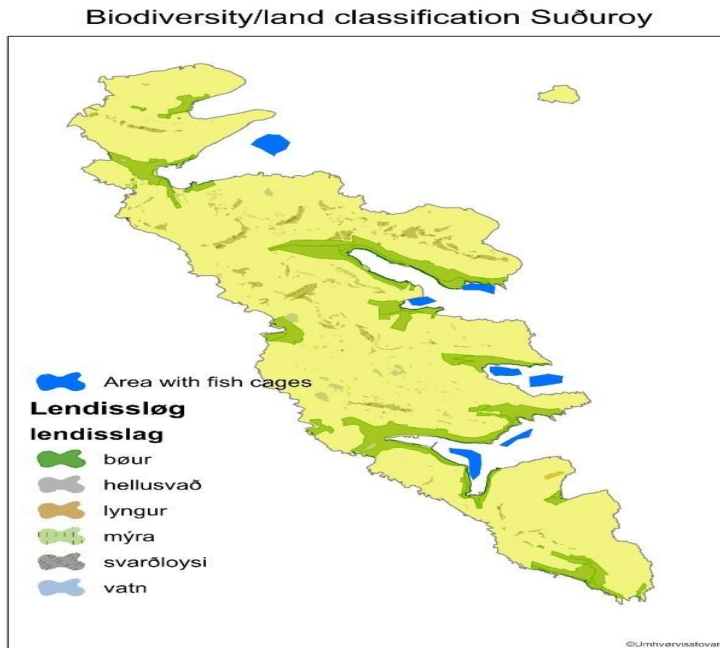 Biodiversity/land classification Suðuroy
Area with fish cages
Lendissløg
lendisslag
bøur
hellusvað
lyngur
mýra
svarðloysi
vatn
©Umhvørvisstovan